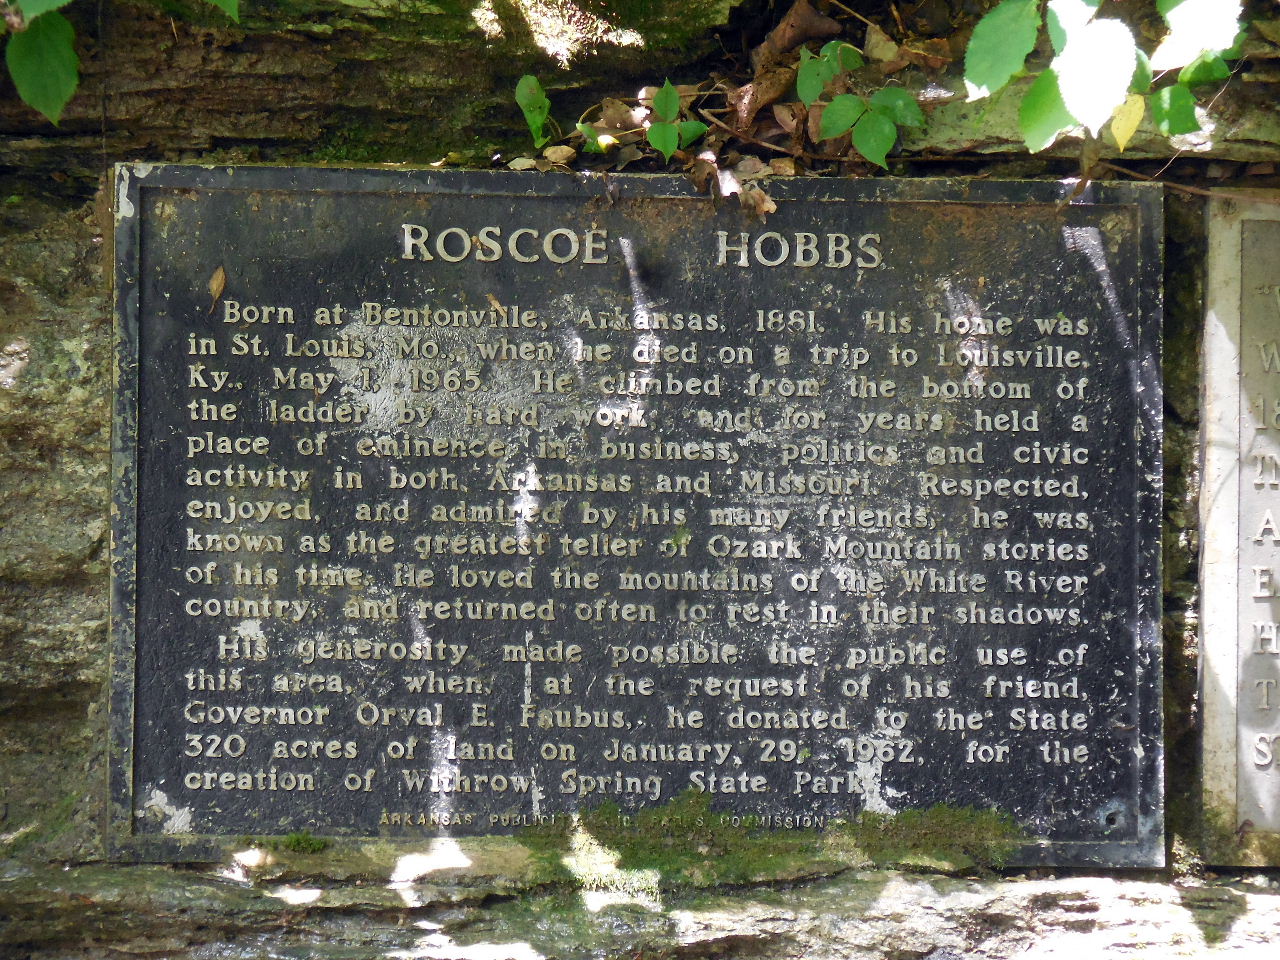 ROSCOE HOBBS
Born at Bentonville, Arkansas, 1881. His home was
in St. Louis, Mo., when he died on a trip to Louisville,
Ky., May 1, 1965. He climbed from the bottom of
the ladder by hard work, and for years held a
place of eminence in business, politics and civic
activity in both, Arkansas and Missouri. Respected,
enjoyed, and admired by his many friends, he was
known as the greatest teller of Ozark Mountain stories
of his time. He loved the mountains of the White River
country, and returned often to rest in their shadows.
His generosity made possible the public use of
this area, when, at the request of his friend,
Governor Orval E. Faubus, he donated to the State
320 acres of land on January, 29, 1962, for the
creation of Withrow Spring State Park.
ARKANSAS PUBLICITY AND PARKS COMMISSION